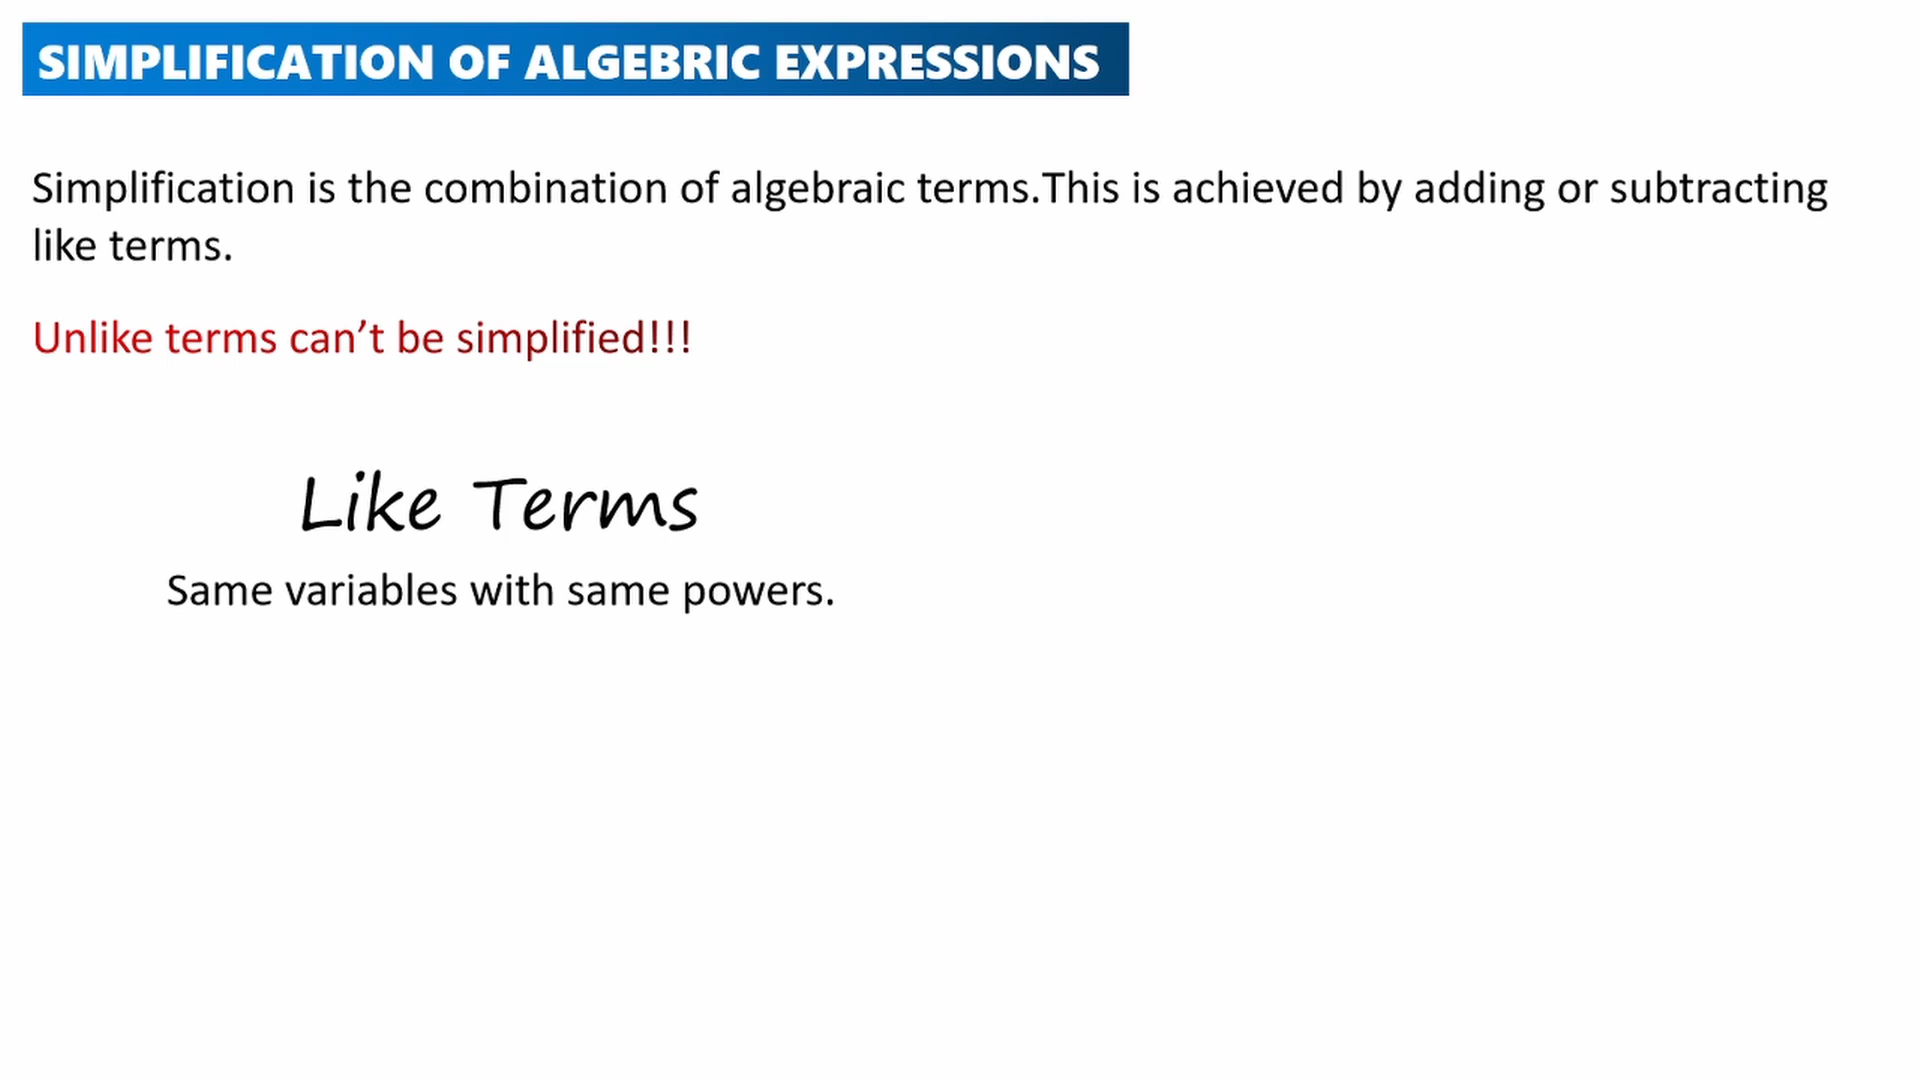 SIMPLIFICATION OF ALGEBRIC EXPRESSIONS
Simplification is the combination of algebraic terms.This is achieved by adding or subtracting
like terms.
Unlike terms can’t be simplified!!!
Like Terms
Same variables with same powers.